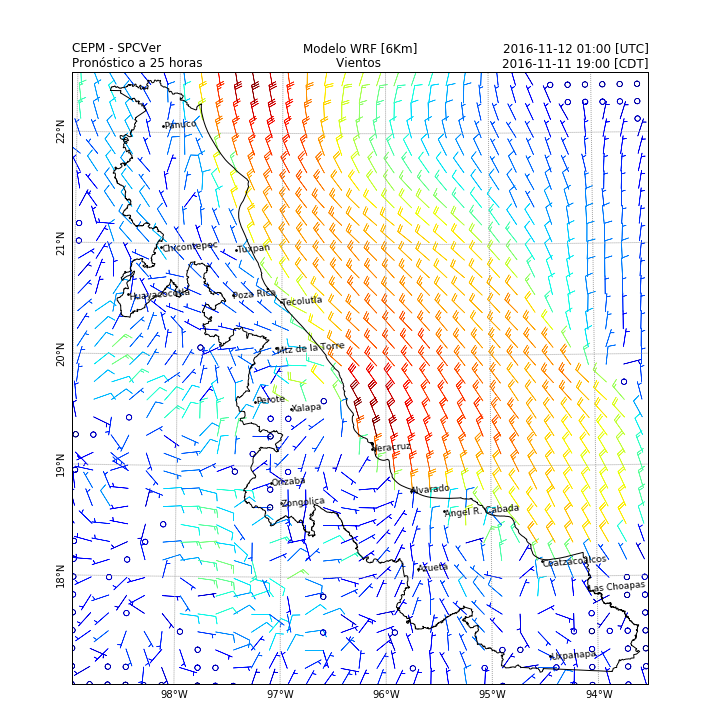 CEPM - SPCVer Modelo WRF [6Km] 2016-11-12 01:00 [UTC]
Pronóstico a 25 horas Vientos 2016-11-11 19:00 [CDT]
22°N
Panuco
21°N
Chicontepec
Tuxpan
Huayacocotla
Poza Rica
Tecolutla
20°N
Mtz de la Torre
Perote
Xalapa
Veracruz
19°N
Orizaba
Alvarado
Zongolica
Angel R. Cabada
18°N
Azueta
Coatzacoalcos
Las Choapas
Uxpanapa
98°W 97°W 96°W 95°W 94°W